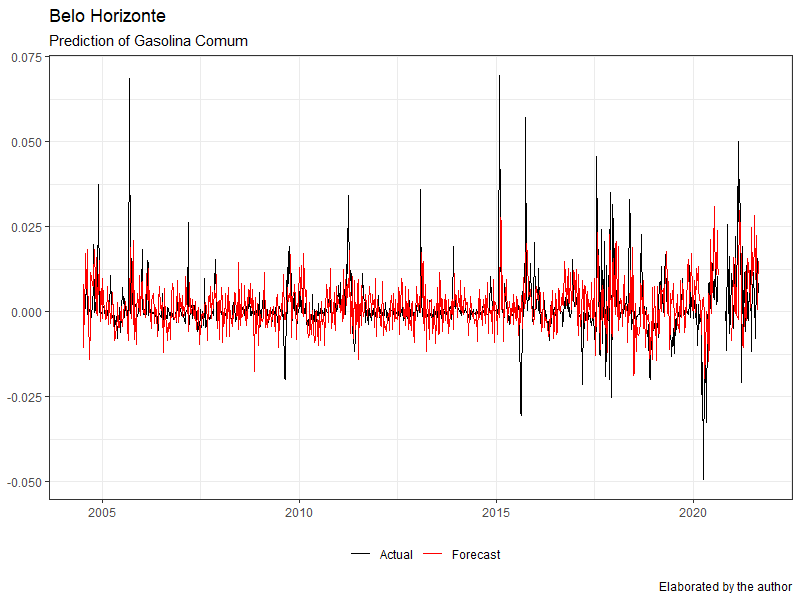 Belo Horizonte
Prediction of Gasolina Comum
0.075
0.050
0.025
0.000
-0.025
-0.050
2005 2010 2015 2020
Actual Forecast
Elaborated by the author